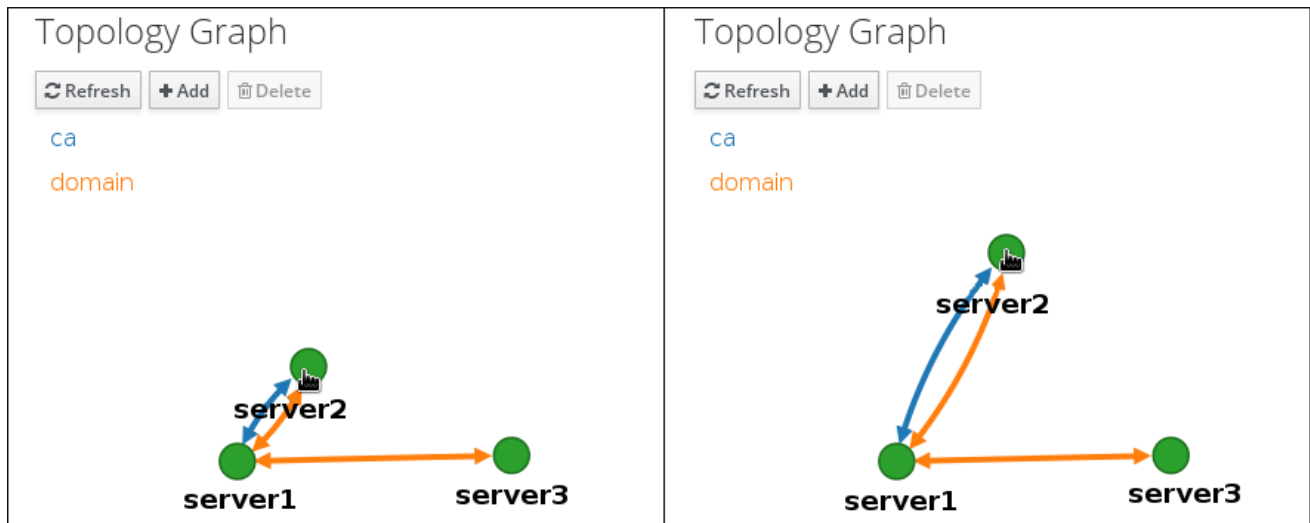 Topology Graph
Refresh Add Delete
ca
domain
server2
server1
server3
Topology Graph
Refresh Add Delete
ca
domain
server2
server1
server3